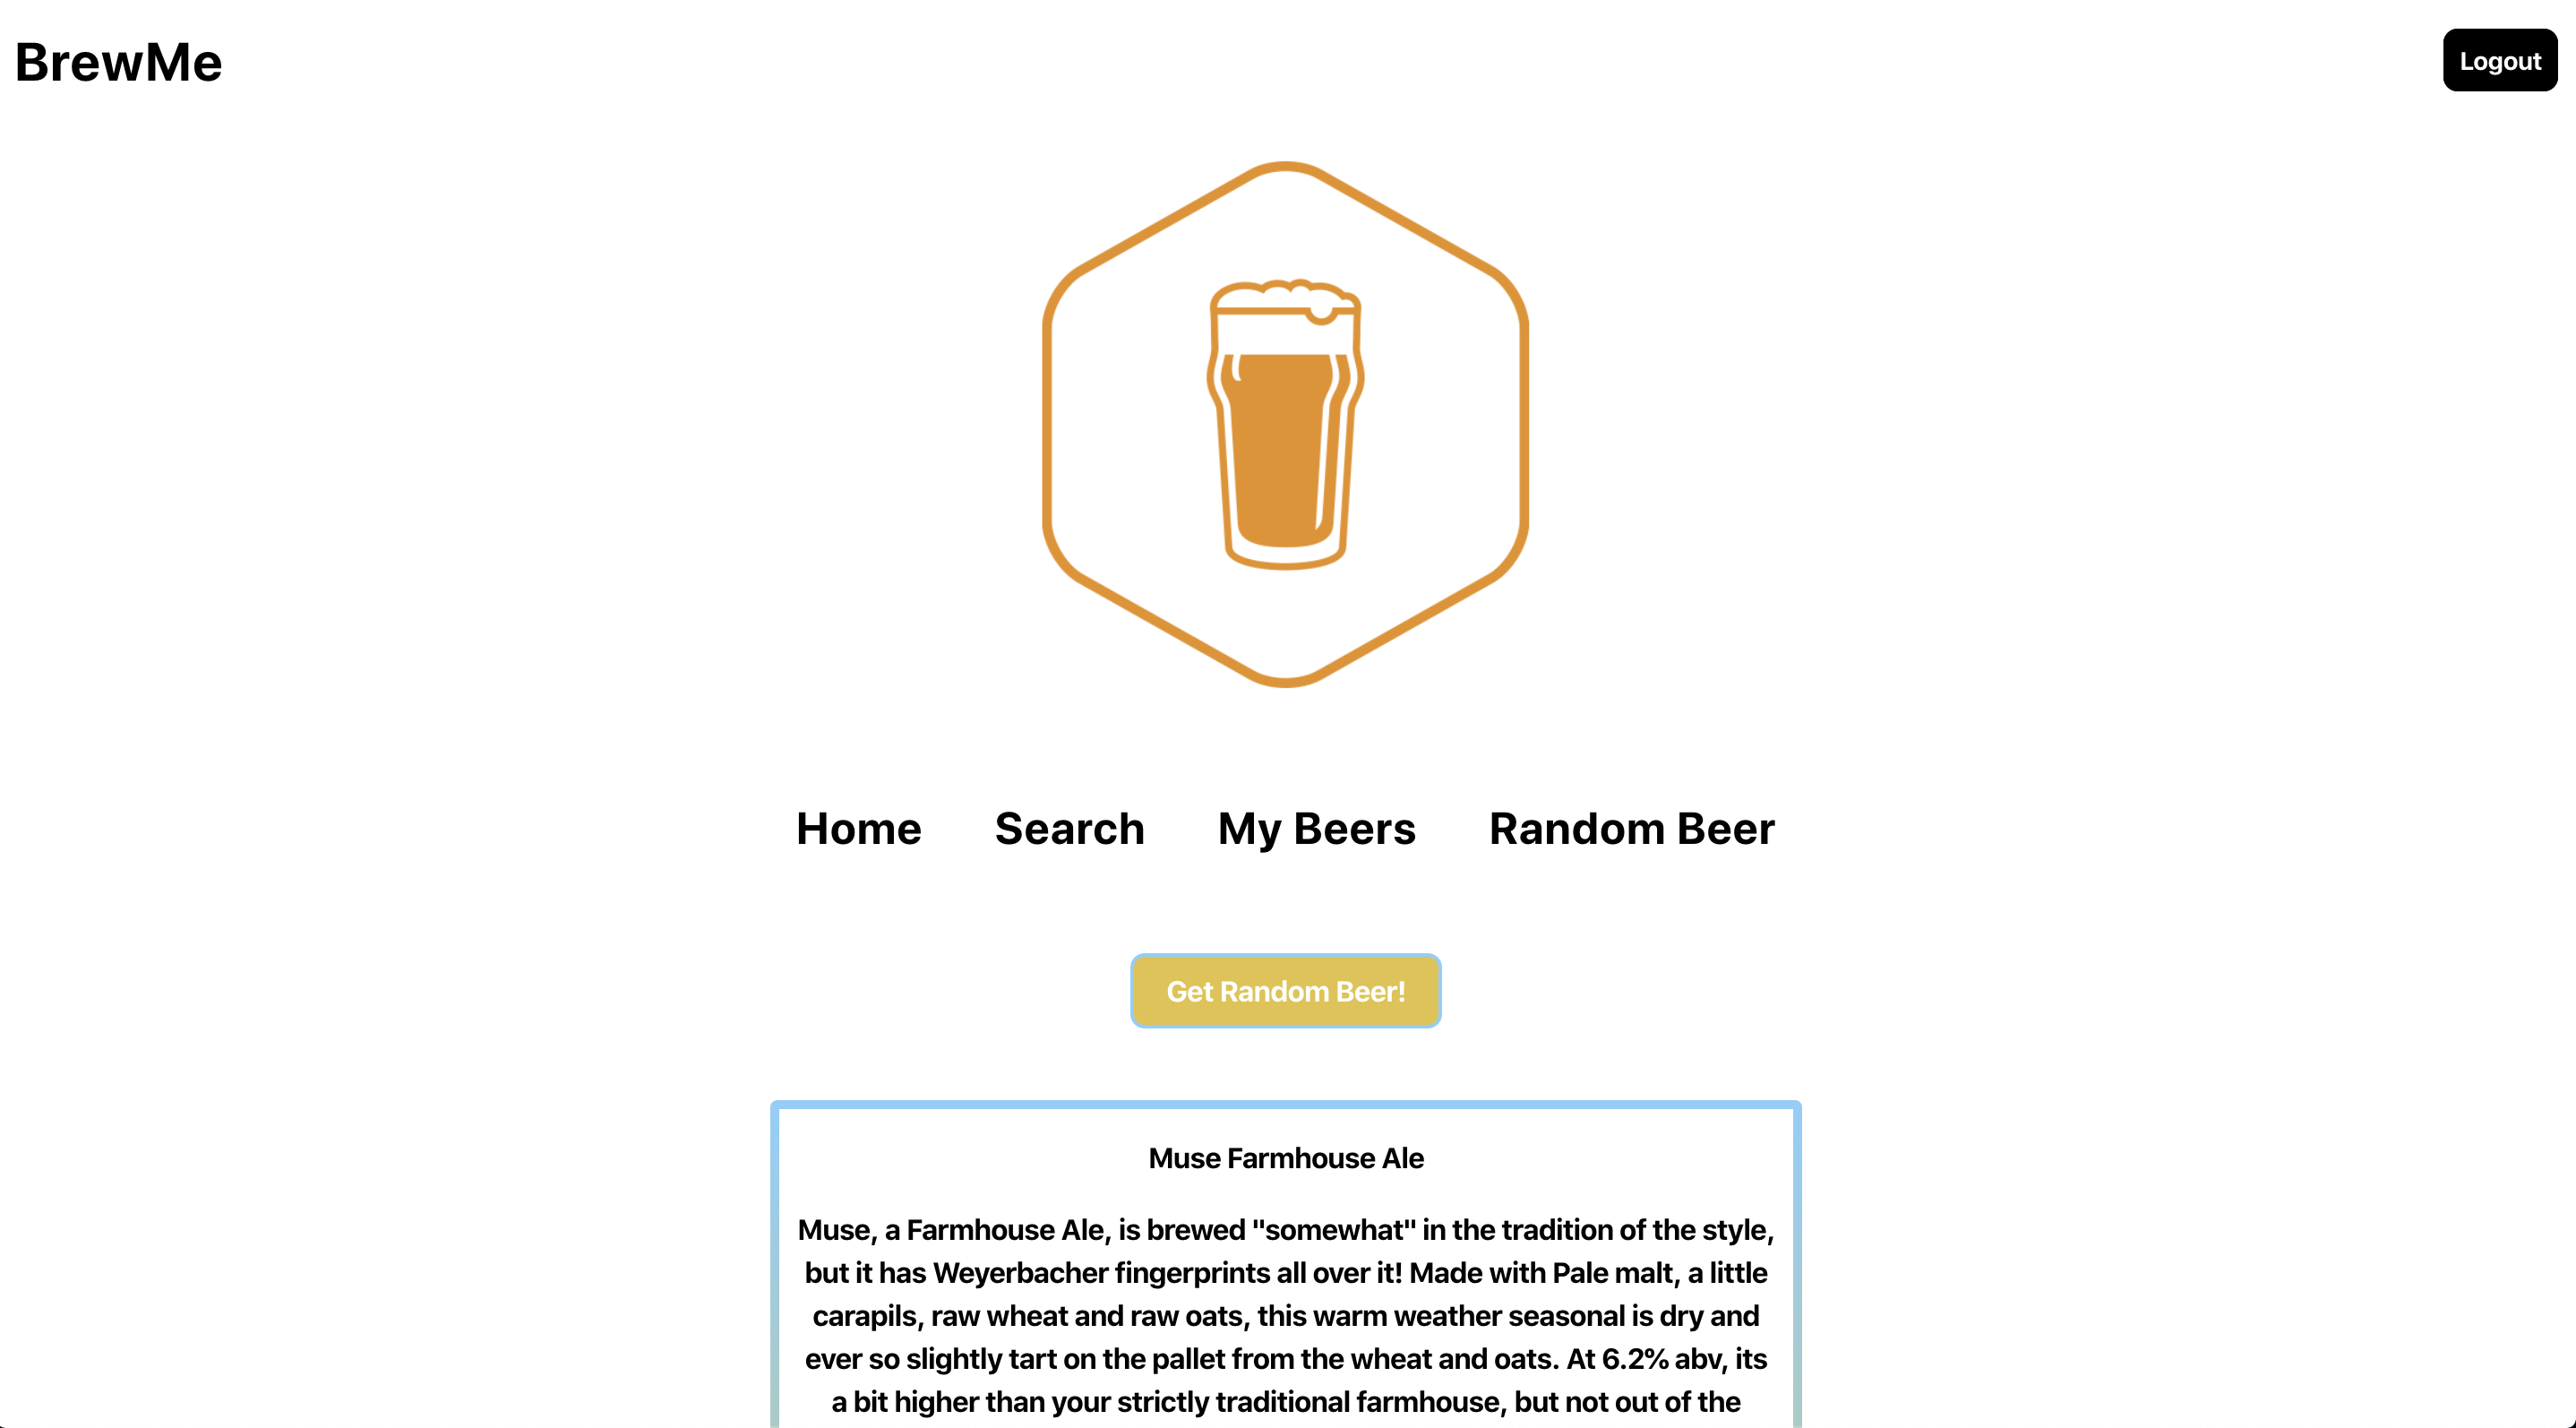 BrewMe
Logout
Home Search My Beers Random Beer
Get Random Beer!
Muse Farmhouse Ale
Muse, a Farmhouse Ale, is brewed "somewhat" in the tradition of the style,
but it has Weyerbacher fingerprints all over it! Made with Pale malt, a little
carapils, raw wheat and raw oats, this warm weather seasonal is dry and
ever so slightly tart on the pallet from the wheat and oats. At 6.2% abv, its
a bit higher than your strictly traditional farmhouse, but not out of the